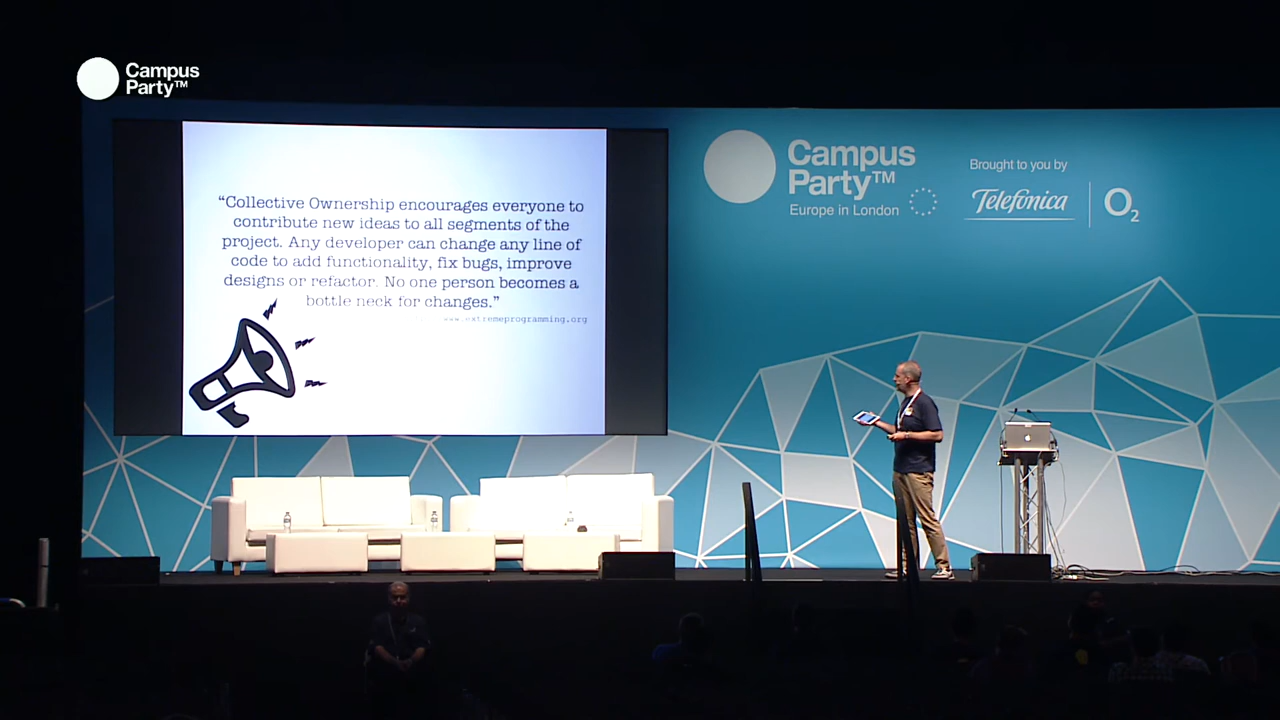 Campus
Party™
“Collective Ownership encourages everyone to
contribute new ideas to all segments of the
project. Any developer can change any line of
code to add functionality, fix bugs, improve
designs or refactor. No one person becomes a
bottle neck for changes.”
www.extremeprogramming.org
Campus
Party™
Europe in London
Brought to you by
Telefónica
O2